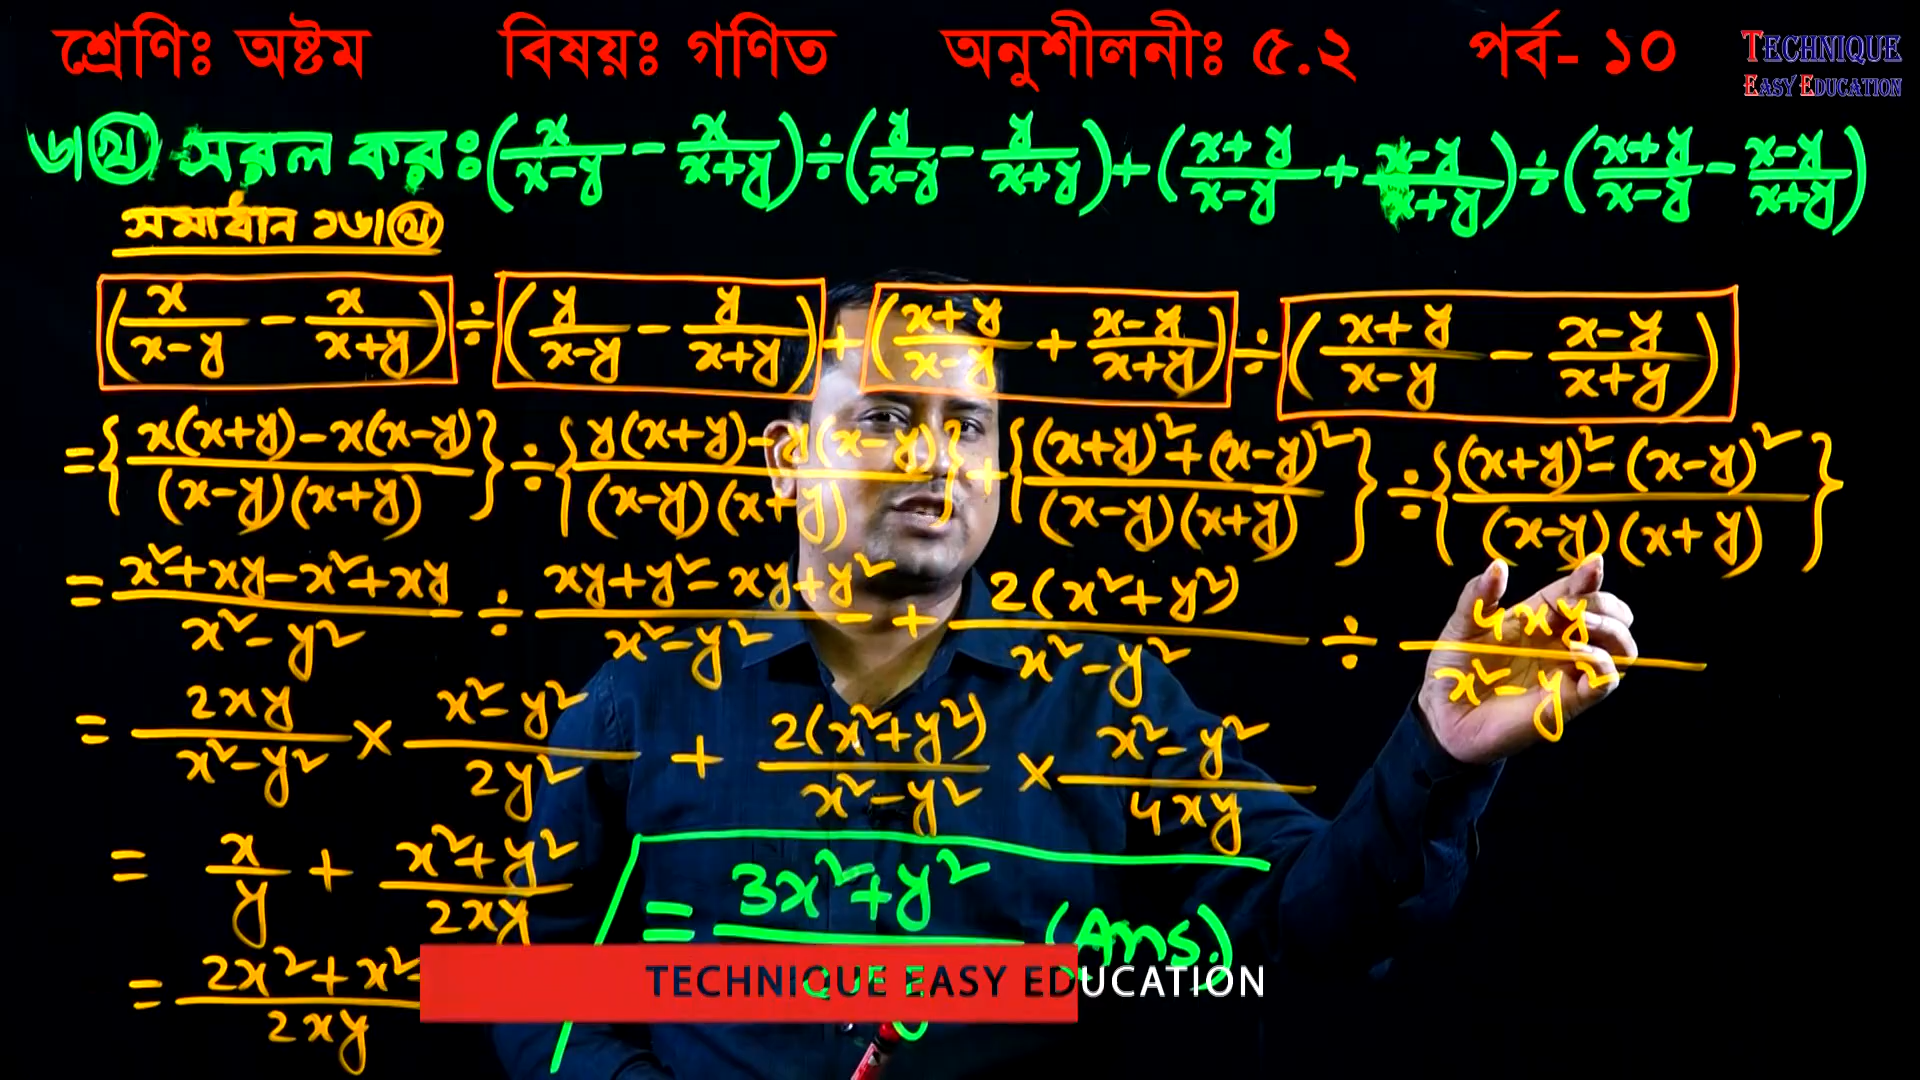 শ্রেণিঃ অষ্টম বিষয়ঃ গণিত অনুশীলনীঃ ৫.২ পর্ব- ১০
TECHNIQUE
EASY EDUCATION
৬।(খ) সরল কর : (x/(x-y) - x/(x+y)) ÷ (y/(x-y) - y/(x+y)) + ((x+y)/(x-y) + (x-y)/(x+y)) ÷ ((x+y)/(x-y) - (x-y)/(x+y))
সমাধান ১৬।(খ)
(x/(x-y) - x/(x+y)) ÷ (y/(x-y) - y/(x+y)) + ((x+y)/(x-y) + (x-y)/(x+y)) ÷ ((x+y)/(x-y) - (x-y)/(x+y))
= {(x(x+y)-x(x-y))/((x-y)(x+y))} ÷ {(y(x+y)-y(x-y))/((x-y)(x+y))} + {((x+y)²+(x-y)²)/((x-y)(x+y))} ÷ {((x+y)²-(x-y)²)/((x-y)(x+y))}
= (x²+xy-x²+xy)/(x²-y²) ÷ (xy+y²-xy+y²)/(x²-y²) + 2(x²+y²)/(x²-y²) ÷ 4xy/(x²-y²)
= 2xy/(x²-y²) × (x²-y²)/2y² + 2(x²+y²)/(x²-y²) × (x²-y²)/4xy
= x/y + (x²+y²)/2xy
= (2x²+x²)/2xy
= 3x²+y² (Ans.)
TECHNIQUE EASY EDUCATION